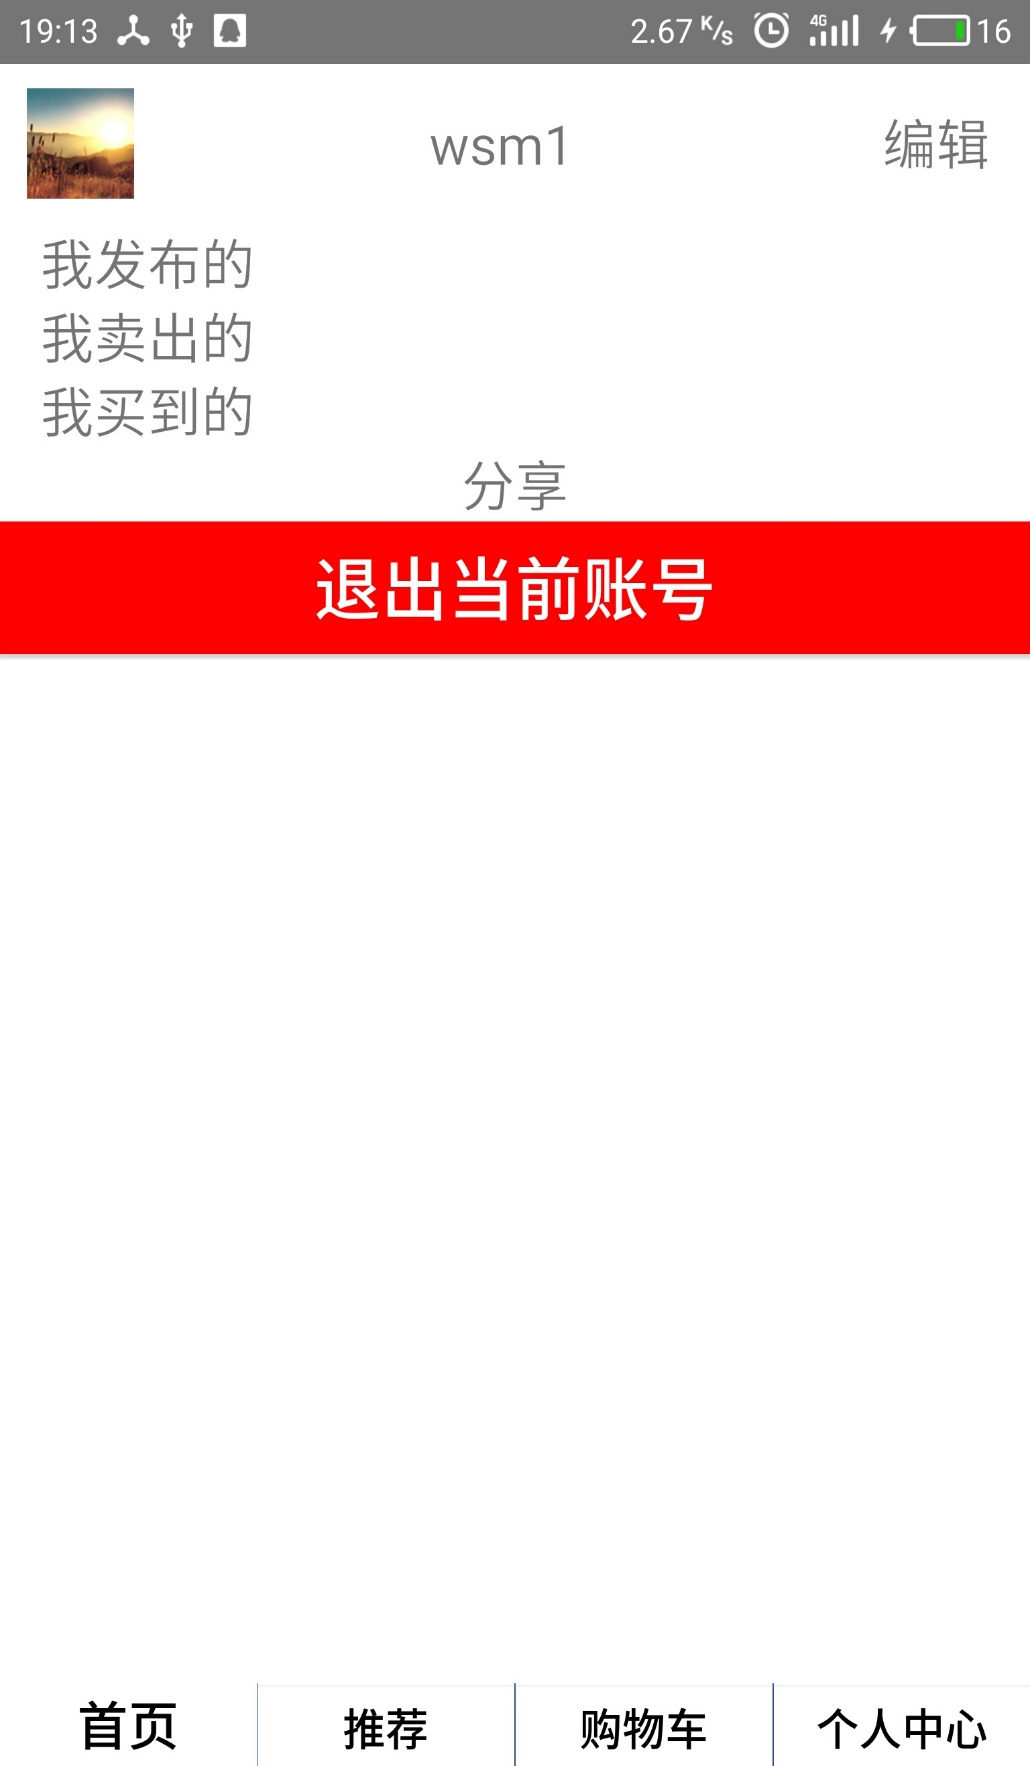 19:13 2.67 K/s 4G 16
wsm1 编辑
我发布的
我卖出的
我买到的
分享
退出当前账号
首页 推荐 购物车 个人中心